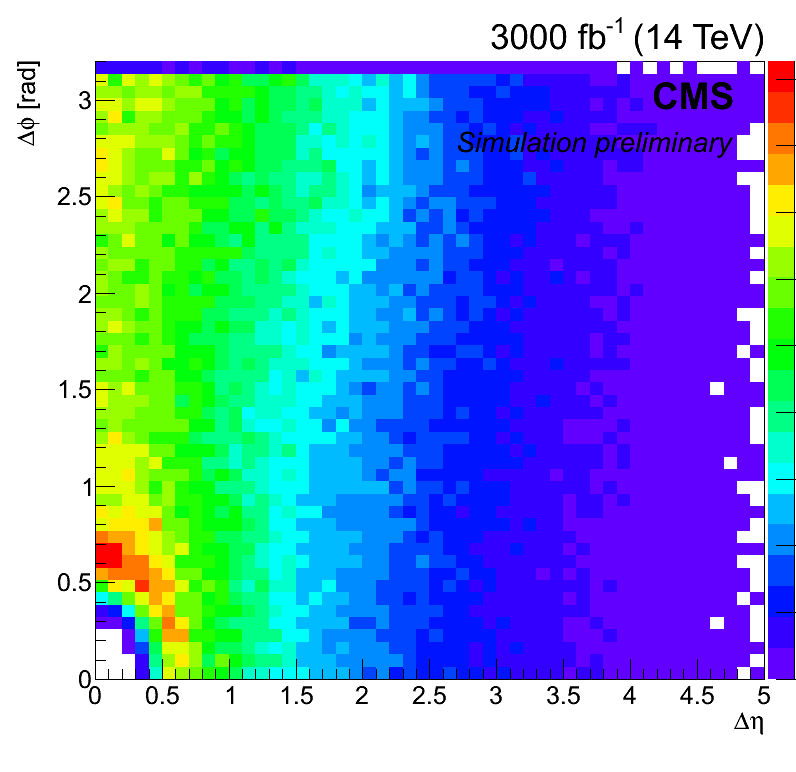 3000 fb-1 (14 TeV)
Δϕ [rad]
CMS
Simulation preliminary
3
2.5
2
1.5
1
0.5
0
0 0.5 1 1.5 2 2.5 3 3.5 4 4.5 5
Δη